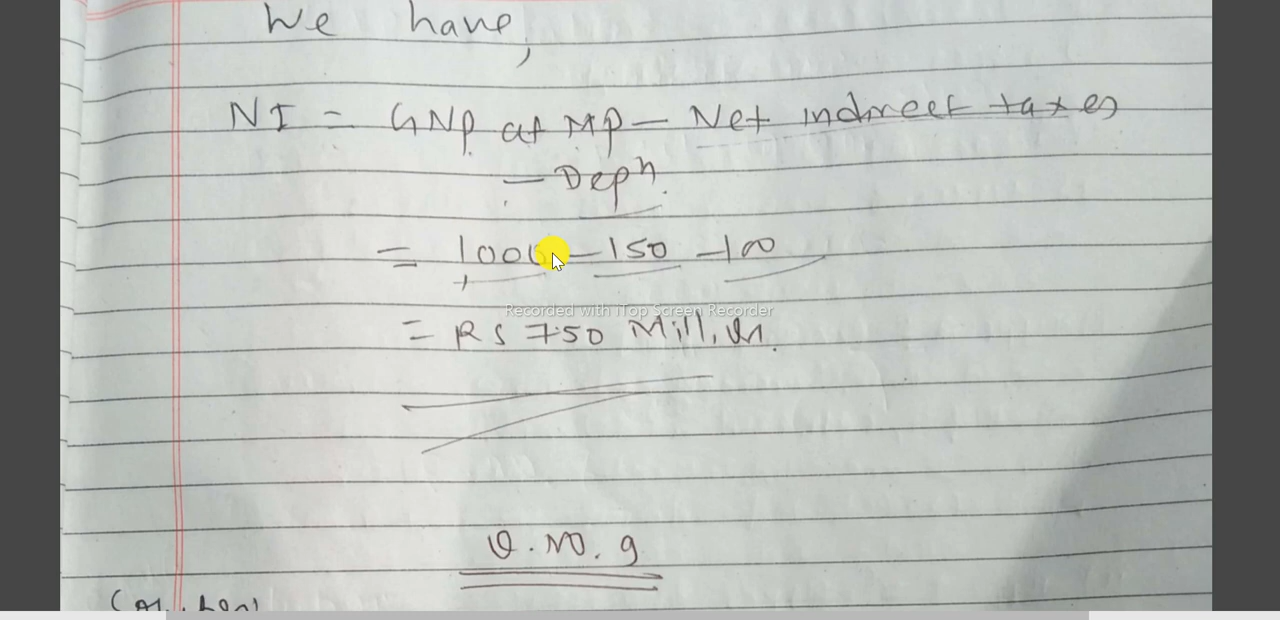 We have,
NI = GNP at MP - Net indirect taxes
- Depn.
= 1000 - 150 - 100
Recorded with iTop Screen Recorder
= RS 750 Million.
Q.NO. 9